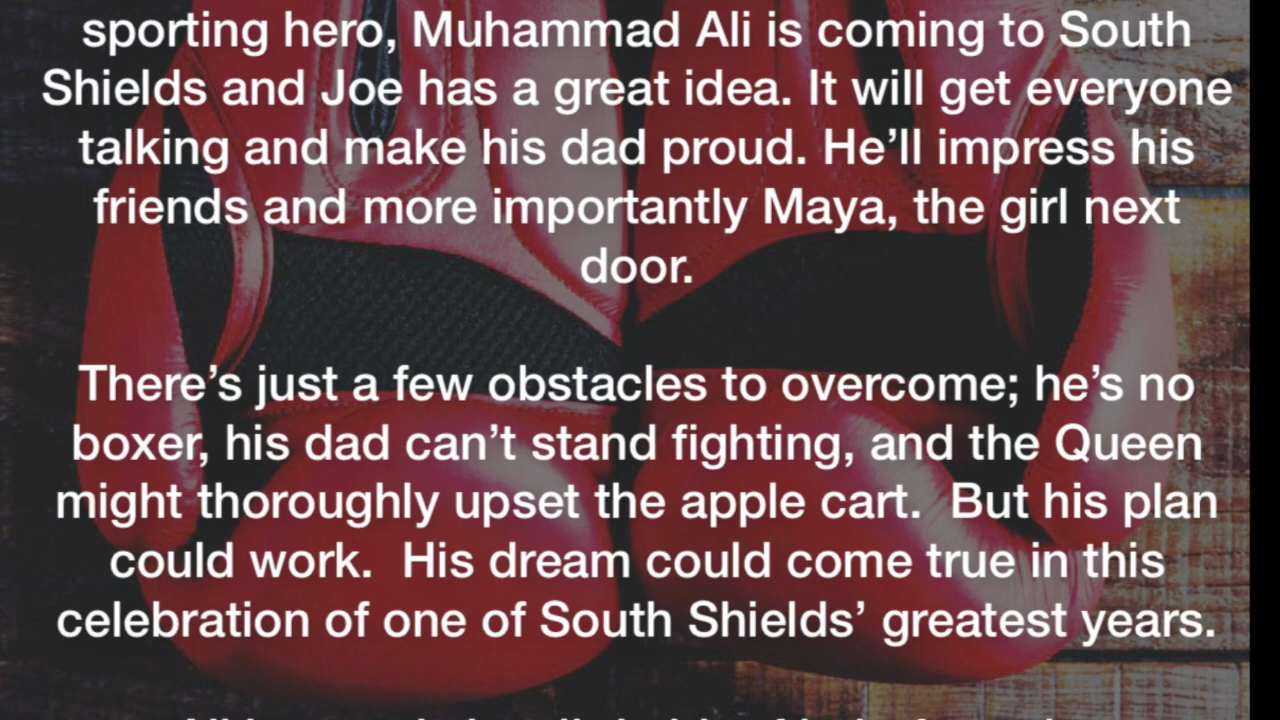 sporting hero, Muhammad Ali is coming to South
Shields and Joe has a great idea. It will get everyone
talking and make his dad proud. He’ll impress his
friends and more importantly Maya, the girl next
door.
There’s just a few obstacles to overcome; he’s no
boxer, his dad can’t stand fighting, and the Queen
might thoroughly upset the apple cart.  But his plan
could work.  His dream could come true in this
celebration of one of South Shields’ greatest years.